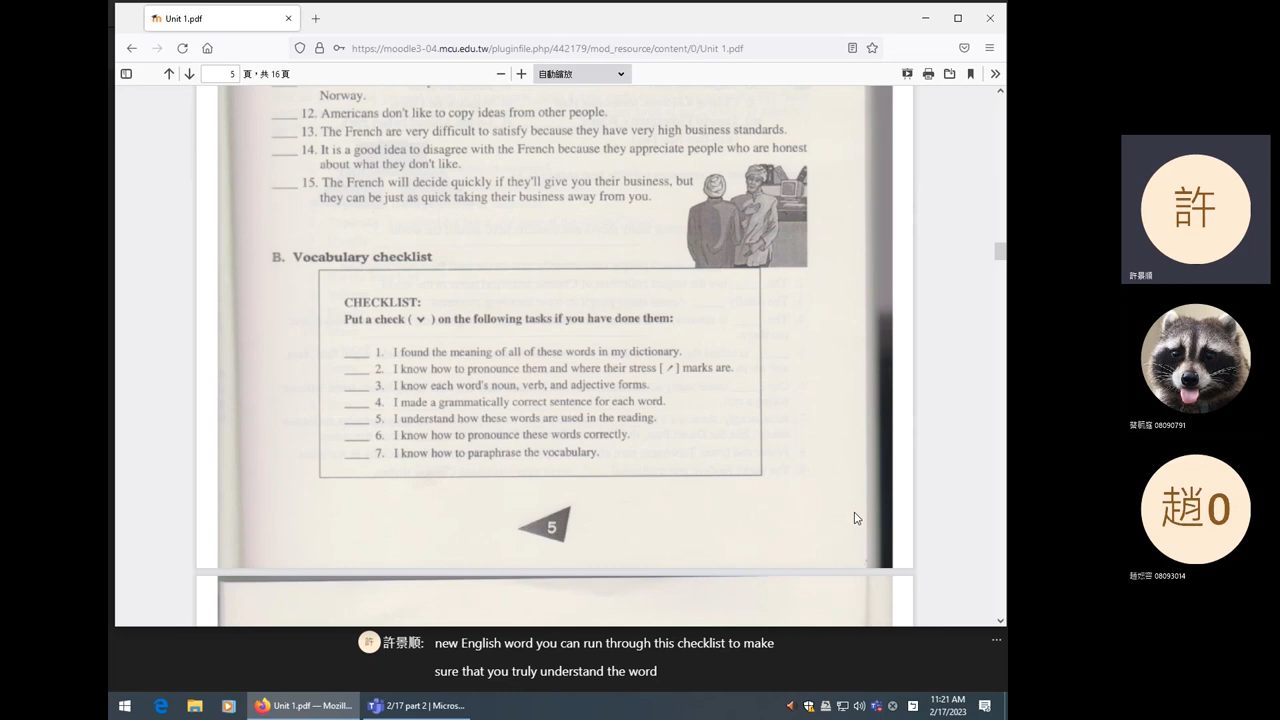 Unit 1.pdf
https://moodle3-04.mcu.edu.tw/pluginfile.php/442179/mod_resource/content/0/Unit 1.pdf
5 頁，共 16 頁
自動縮放
Norway.
12. Americans don't like to copy ideas from other people.
13. The French are very difficult to satisfy because they have very high business standards.
14. It is a good idea to disagree with the French because they appreciate people who are honest
about what they don't like.
15. The French will decide quickly if they'll give you their business, but
they can be just as quick taking their business away from you.
B. Vocabulary checklist
CHECKLIST:
Put a check ( ✓ ) on the following tasks if you have done them:
1. I found the meaning of all of these words in my dictionary.
2. I know how to pronounce them and where their stress [ ˊ ] marks are.
3. I know each word's noun, verb, and adjective forms.
4. I made a grammatically correct sentence for each word.
5. I understand how these words are used in the reading.
6. I know how to pronounce these words correctly.
7. I know how to paraphrase the vocabulary.
5
許景順: new English word you can run through this checklist to make
sure that you truly understand the word
Unit 1.pdf — Mozill...
2/17 part 2 | Micros...
11:21 AM
2/17/2023
許
許景順
08090791
趙0
08093014